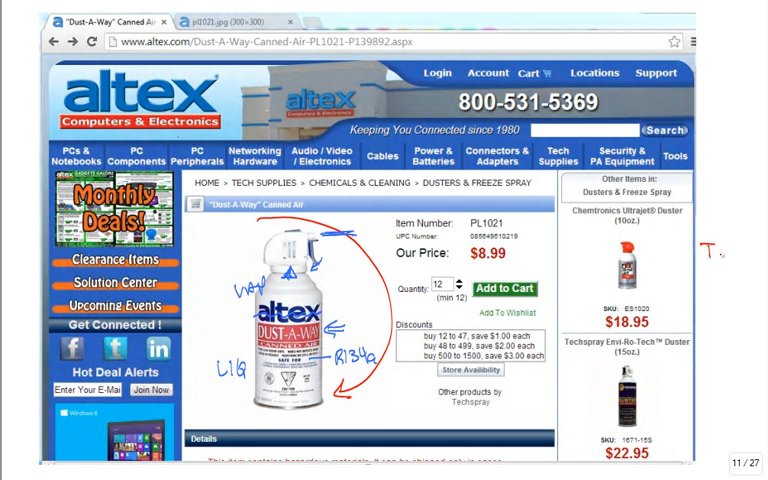 "Dust-A-Way" Canned Air
pl1021.jpg (300×300)
www.altex.com/Dust-A-Way-Canned-Air-PL1021-P139892.aspx
altex
Computers & Electronics
altex
Login Account Cart Locations Support
800-531-5369
Keeping You Connected since 1980
Search
PCs & Notebooks
PC Components
PC Peripherals
Networking Hardware
Audio / Video / Electronics
Cables
Power & Batteries
Connectors & Adapters
Tech Supplies
Security & PA Equipment
Tools
Monthly
Deals!
Clearance Items
Solution Center
Upcoming Events
Get Connected !
f t in
Hot Deal Alerts
Enter Your E-Mai Join Now
Windows 8
HOME > TECH SUPPLIES > CHEMICALS & CLEANING > DUSTERS & FREEZE SPRAY
"Dust-A-Way" Canned Air
VAP
altex
DUST-A-WAY
CANNED AIR
SAFE FOR
LIQ
R134a
Item Number: PL1021
UPC Number: 085649510219
Our Price: $8.99
Quantity: 12 Add to Cart
(min 12)
Add To Wishlist
Discounts
buy 12 to 47, save $1.00 each
buy 48 to 499, save $2.00 each
buy 500 to 1500, save $3.00 each
Store Availability
Other products by
Techspray
Details
Other Items in:
Dusters & Freeze Spray
Chemtronics Ultrajet® Duster
(10oz.)
SKU: ES1020
$18.95
Techspray Envi-Ro-Tech™ Duster
(15oz.)
SKU: 1671-15S
$22.95
T.
11 / 27